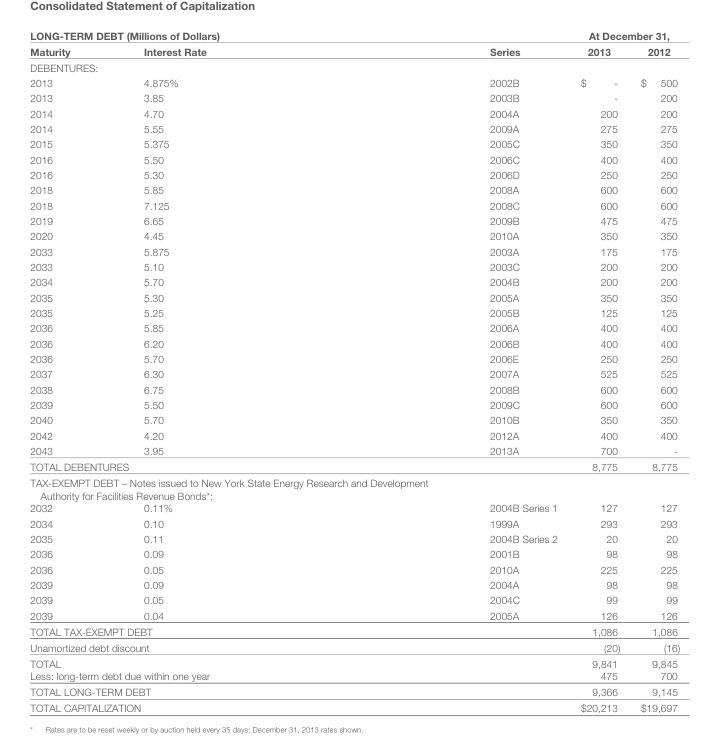 Consolidated Statement of Capitalization
LONG-TERM DEBT (Millions of Dollars) At December 31,
Maturity Interest Rate Series 2013 2012
DEBENTURES:
2013 4.875% 2002B $ - $ 500
2013 3.85 2003B - 200
2014 4.70 2004A 200 200
2014 5.55 2009A 275 275
2015 5.375 2005C 350 350
2016 5.50 2006C 400 400
2016 5.30 2006D 250 250
2018 5.85 2008A 600 600
2018 7.125 2008C 600 600
2019 6.65 2009B 475 475
2020 4.45 2010A 350 350
2033 5.875 2003A 175 175
2033 5.10 2003C 200 200
2034 5.70 2004B 200 200
2035 5.30 2005A 350 350
2035 5.25 2005B 125 125
2036 5.85 2006A 400 400
2036 6.20 2006B 400 400
2036 5.70 2006E 250 250
2037 6.30 2007A 525 525
2038 6.75 2008B 600 600
2039 5.50 2009C 600 600
2040 5.70 2010B 350 350
2042 4.20 2012A 400 400
2043 3.95 2013A 700 -
TOTAL DEBENTURES 8,775 8,775
TAX-EXEMPT DEBT – Notes issued to New York State Energy Research and Development
Authority for Facilities Revenue Bonds*:
2032 0.11% 2004B Series 1 127 127
2034 0.10 1999A 293 293
2035 0.11 2004B Series 2 20 20
2036 0.09 2001B 98 98
2036 0.05 2010A 225 225
2039 0.09 2004A 98 98
2039 0.05 2004C 99 99
2039 0.04 2005A 126 126
TOTAL TAX-EXEMPT DEBT 1,086 1,086
Unamortized debt discount (20) (16)
TOTAL 9,841 9,845
Less: long-term debt due within one year 475 700
TOTAL LONG-TERM DEBT 9,366 9,145
TOTAL CAPITALIZATION $20,213 $19,697
* Rates are to be reset weekly or by auction held every 35 days; December 31, 2013 rates shown.